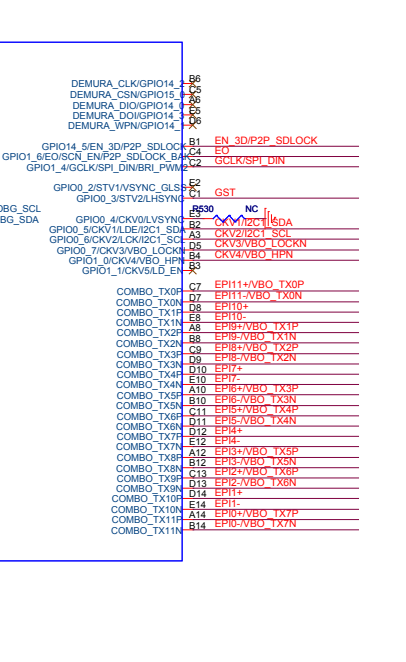 DEMURA_CLK/GPIO14_2 B6
DEMURA_CSN/GPIO15_0 C5
DEMURA_DIO/GPIO14_0 A6
DEMURA_DOI/GPIO14_3 E5
DEMURA_WPN/GPIO14_1 D6
GPIO14_5/EN_3D/P2P_SDLOCK B1 EN_3D/P2P_SDLOCK
GPIO1_6/EO/SCN_EN/P2P_SDLOCK_BAK C4 EO
GPIO1_4/GCLK/SPI_DIN/BRI_PWM2 C2 GCLK/SPI_DIN
GPIO0_2/STV1/VSYNC_GLSB E2
GPIO0_3/STV2/LHSYNC C1 GST
DBG_SCL
BG_SDA GPIO0_4/CKV0/LVSYNC E3 R530 NC
GPIO0_5/CKV1/LDE/I2C1_SDA B2 CKV1/I2C1_SDA
GPIO0_6/CKV2/LCK/I2C1_SCL A3 CKV2/I2C1_SCL
GPIO0_7/CKV3/VBO_LOCKN D5 CKV3/VBO_LOCKN
GPIO1_0/CKV4/VBO_HPN B4 CKV4/VBO_HPN
GPIO1_1/CKV5/LD_EN B3
COMBO_TX0P C7 EPI11+/VBO_TX0P
COMBO_TX0N D7 EPI11-/VBO_TX0N
COMBO_TX1P D8 EPI10+
COMBO_TX1N E8 EPI10-
COMBO_TX2P A8 EPI9+/VBO_TX1P
COMBO_TX2N B8 EPI9-/VBO_TX1N
COMBO_TX3P C9 EPI8+/VBO_TX2P
COMBO_TX3N D9 EPI8-/VBO_TX2N
COMBO_TX4P D10 EPI7+
COMBO_TX4N E10 EPI7-
COMBO_TX5P A10 EPI6+/VBO_TX3P
COMBO_TX5N B10 EPI6-/VBO_TX3N
COMBO_TX6P C11 EPI5+/VBO_TX4P
COMBO_TX6N D11 EPI5-/VBO_TX4N
COMBO_TX7P D12 EPI4+
COMBO_TX7N E12 EPI4-
COMBO_TX8P A12 EPI3+/VBO_TX5P
COMBO_TX8N B12 EPI3-/VBO_TX5N
COMBO_TX9P C13 EPI2+/VBO_TX6P
COMBO_TX9N D13 EPI2-/VBO_TX6N
COMBO_TX10P D14 EPI1+
COMBO_TX10N E14 EPI1-
COMBO_TX11P A14 EPI0+/VBO_TX7P
COMBO_TX11N B14 EPI0-/VBO_TX7N